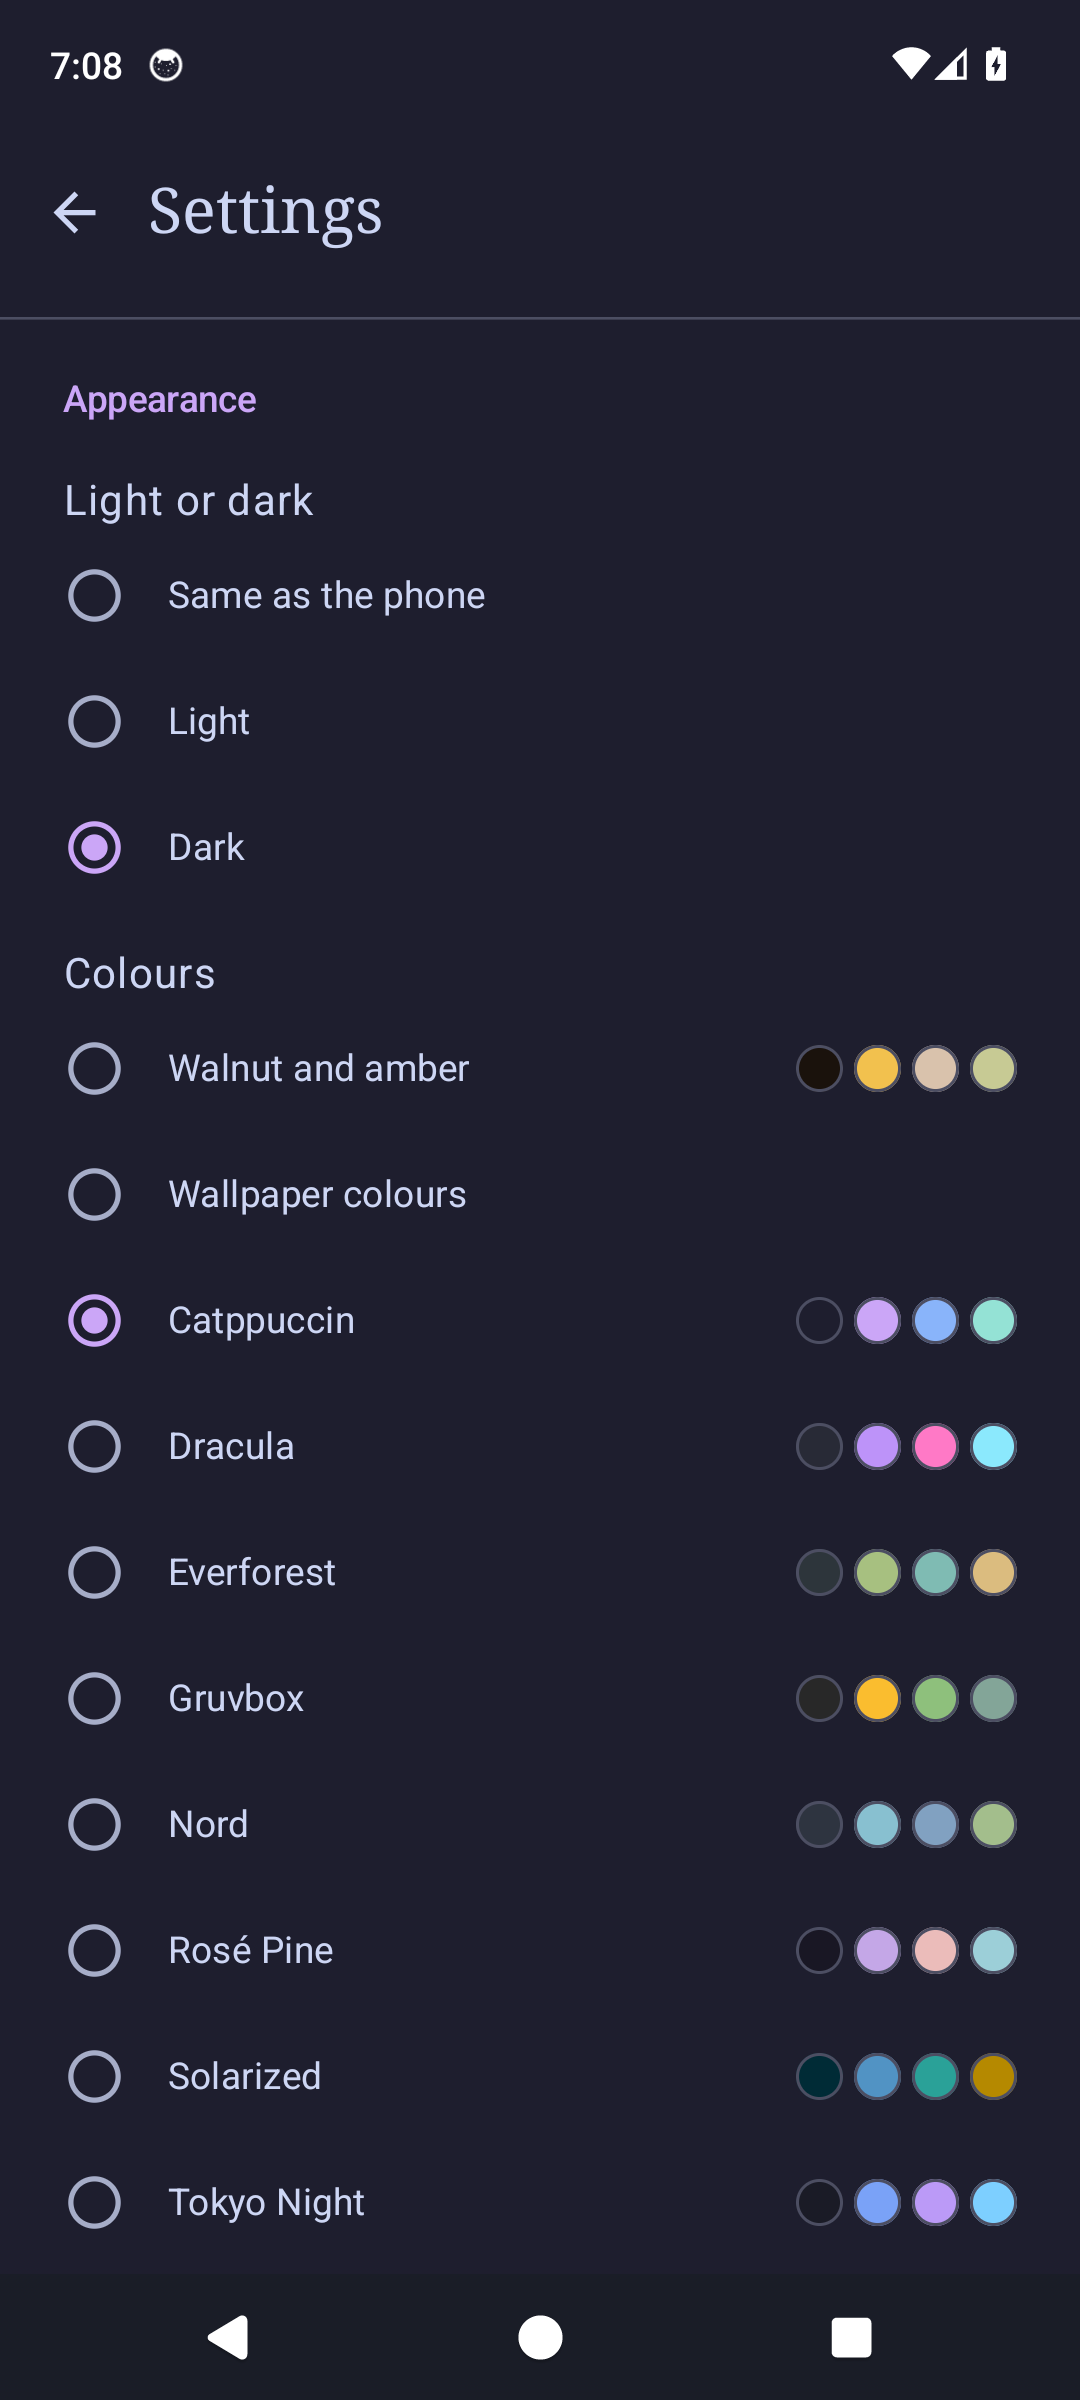 7:08
Settings
Appearance
Light or dark
Same as the phone
Light
Dark
Colours
Walnut and amber
Wallpaper colours
Catppuccin
Dracula
Everforest
Gruvbox
Nord
Rosé Pine
Solarized
Tokyo Night